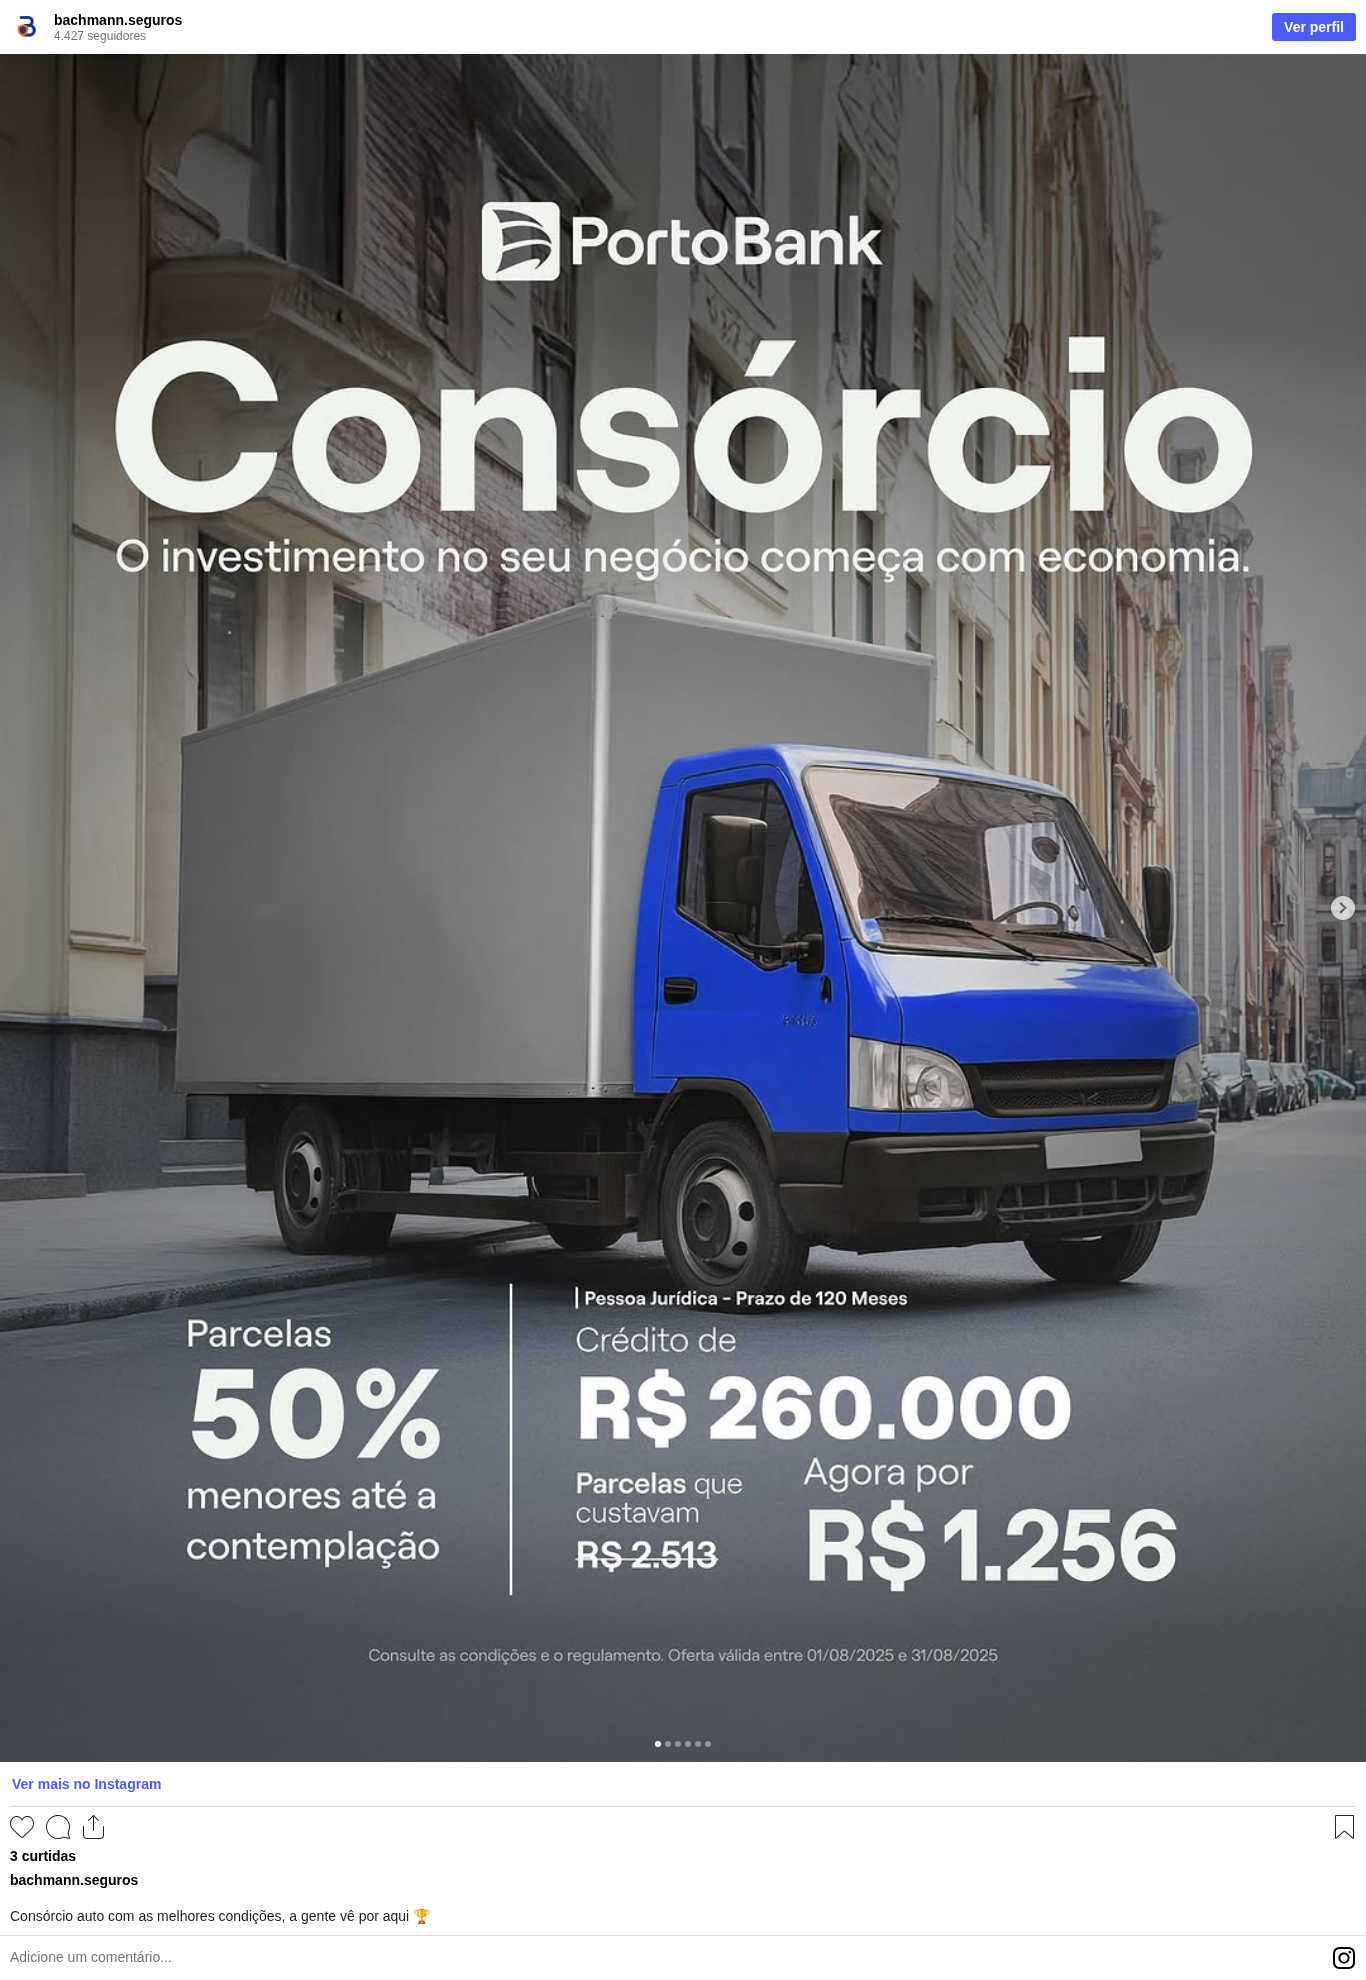 bachmann.seguros
4.427 seguidores
Ver perfil
PortoBank
Consórcio
O investimento no seu negócio começa com economia.
Parcelas
50%
menores até a
contemplação
Pessoa Jurídica - Prazo de 120 Meses
Crédito de
R$ 260.000
Parcelas que
custavam
R$ 2.513
Agora por
R$ 1.256
Consulte as condições e o regulamento. Oferta válida entre 01/08/2025 e 31/08/2025
Ver mais no Instagram
3 curtidas
bachmann.seguros
Consórcio auto com as melhores condições, a gente vê por aqui 🏆
Adicione um comentário...